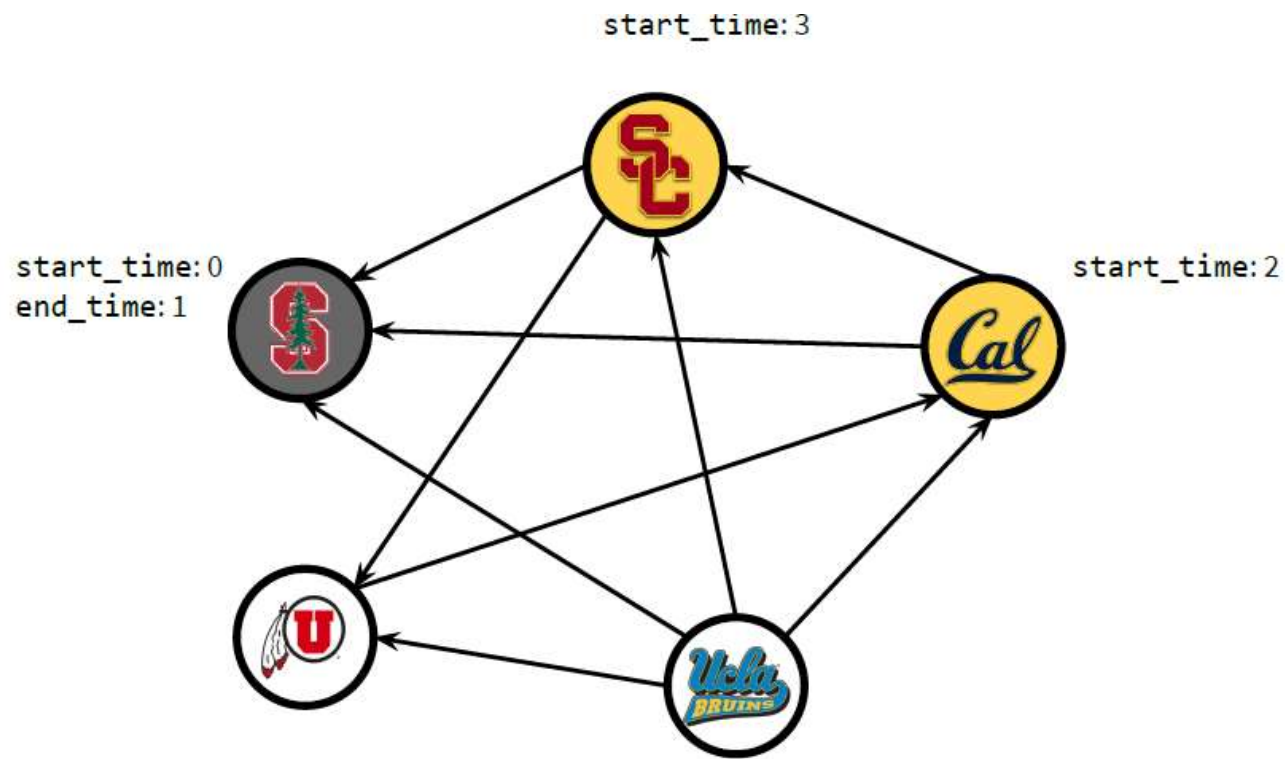 start_time: 3
SC
start_time: 0
end_time: 1
S
start_time: 2
Cal
U
Ucla
BRUINS